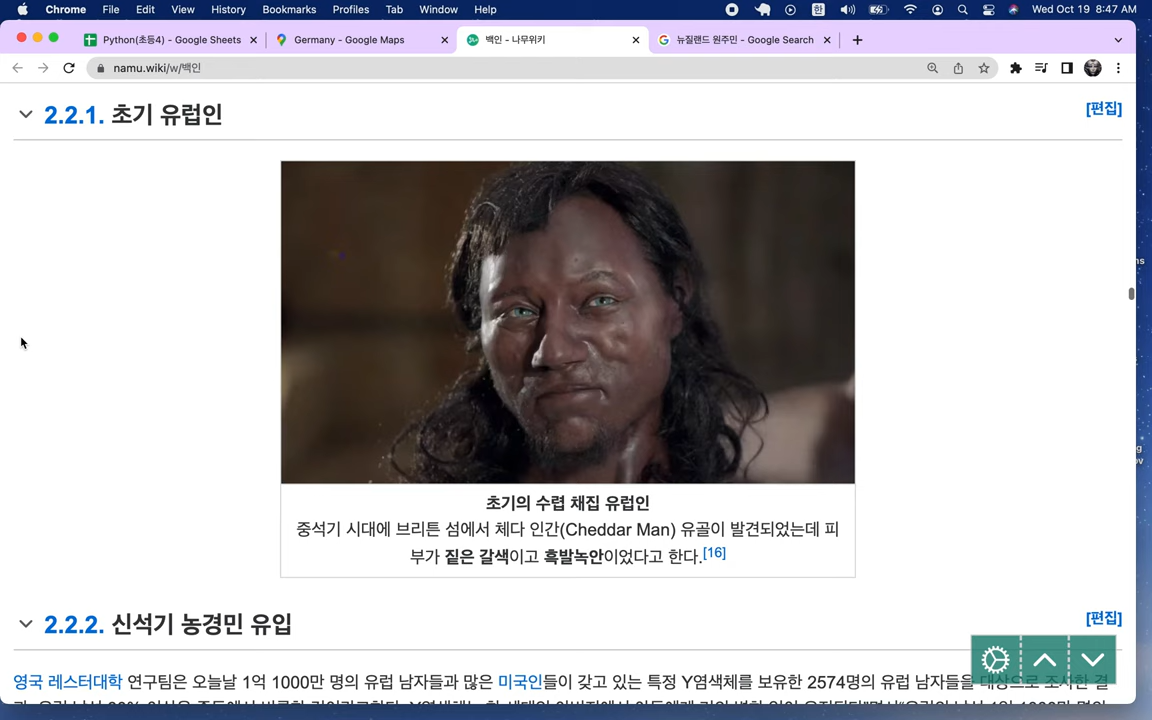 Chrome File Edit View History Bookmarks Profiles Tab Window Help 한 Wed Oct 19 8:47 AM
Python(초등4) - Google Sheets Germany - Google Maps 백인 - 나무위키 뉴질랜드 원주민 - Google Search
namu.wiki/w/백인
2.2.1. 초기 유럽인 [편집]
초기의 수렵 채집 유럽인
중석기 시대에 브리튼 섬에서 체다 인간(Cheddar Man) 유골이 발견되었는데 피
부가 짙은 갈색이고 흑발녹안이었다고 한다.[16]
2.2.2. 신석기 농경민 유입 [편집]
영국 레스터대학 연구팀은 오늘날 1억 1000만 명의 유럽 남자들과 많은 미국인들이 갖고 있는 특정 Y염색체를 보유한 2574명의 유럽 남자들을 대상으로 조사한 결